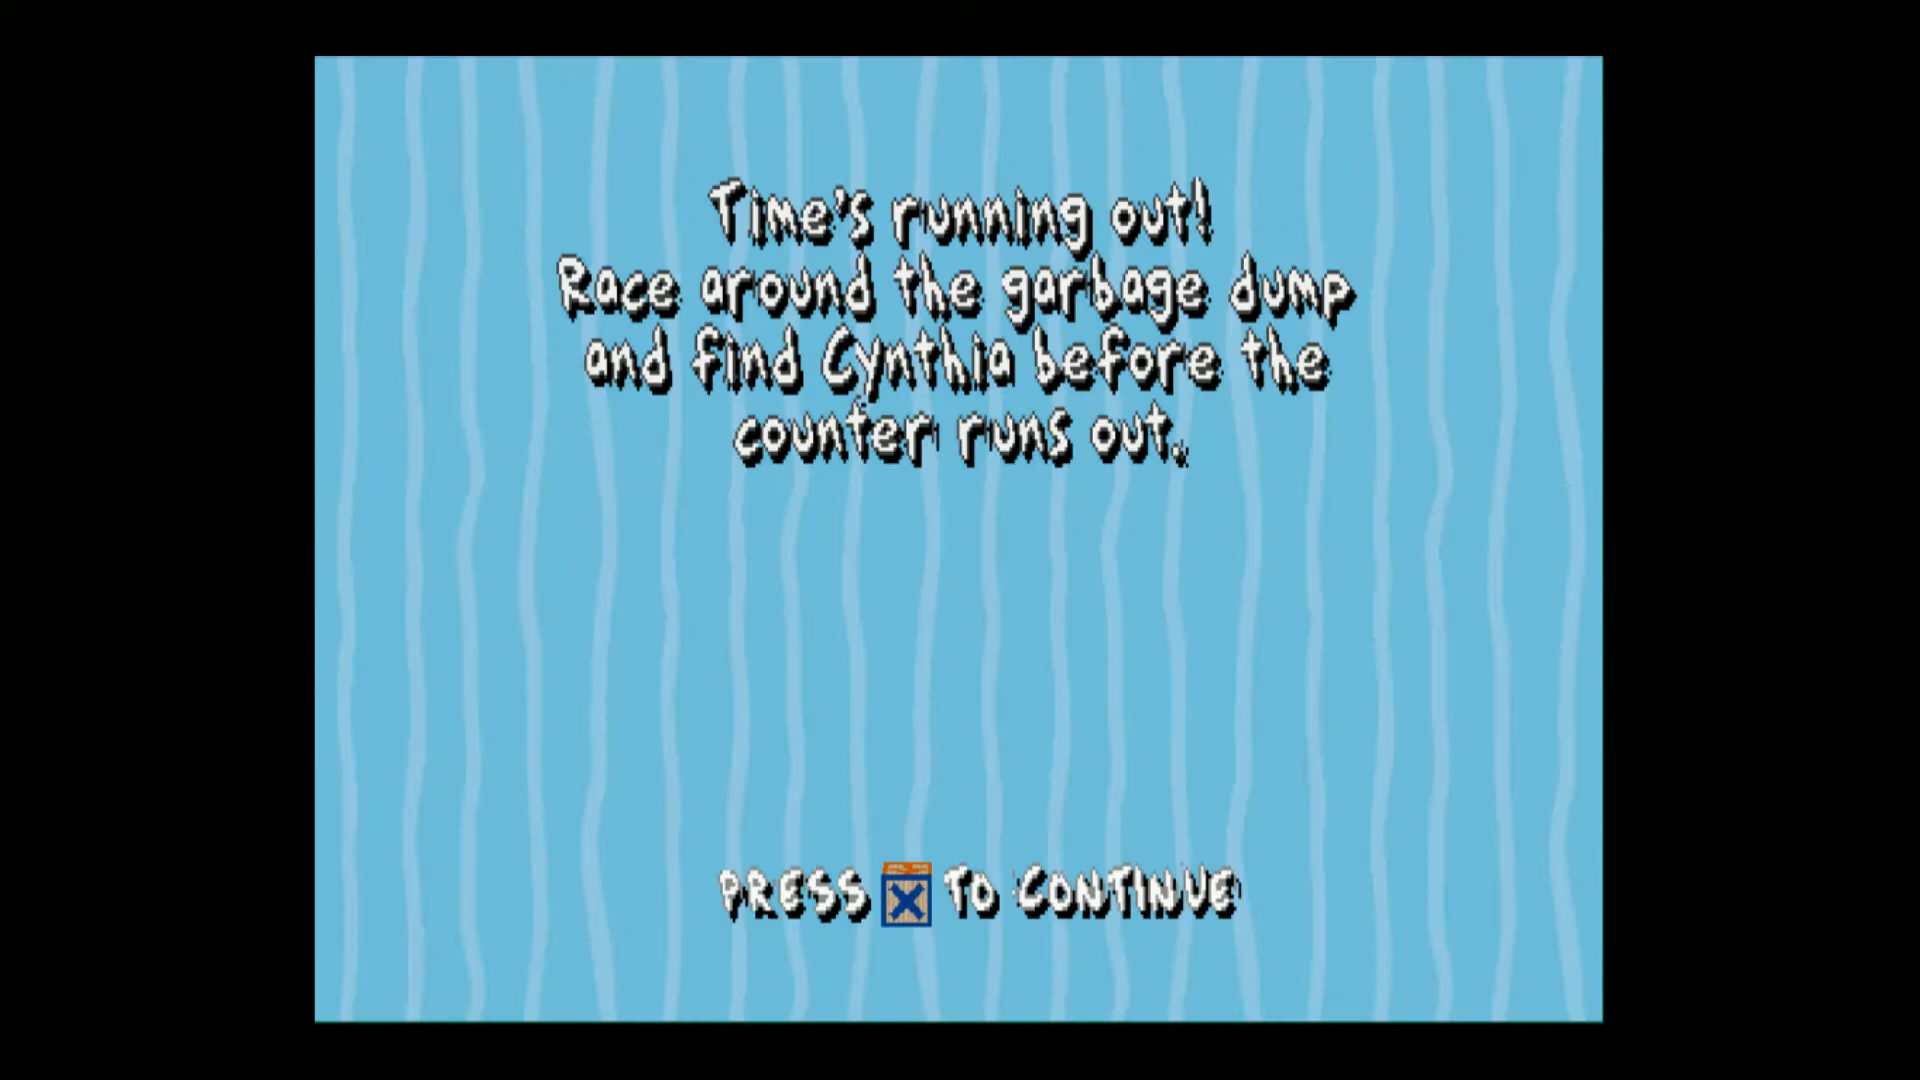 Time's running out!
Race around the garbage dump
and find Cynthia before the
counter runs out.
PRESS X TO CONTINUE